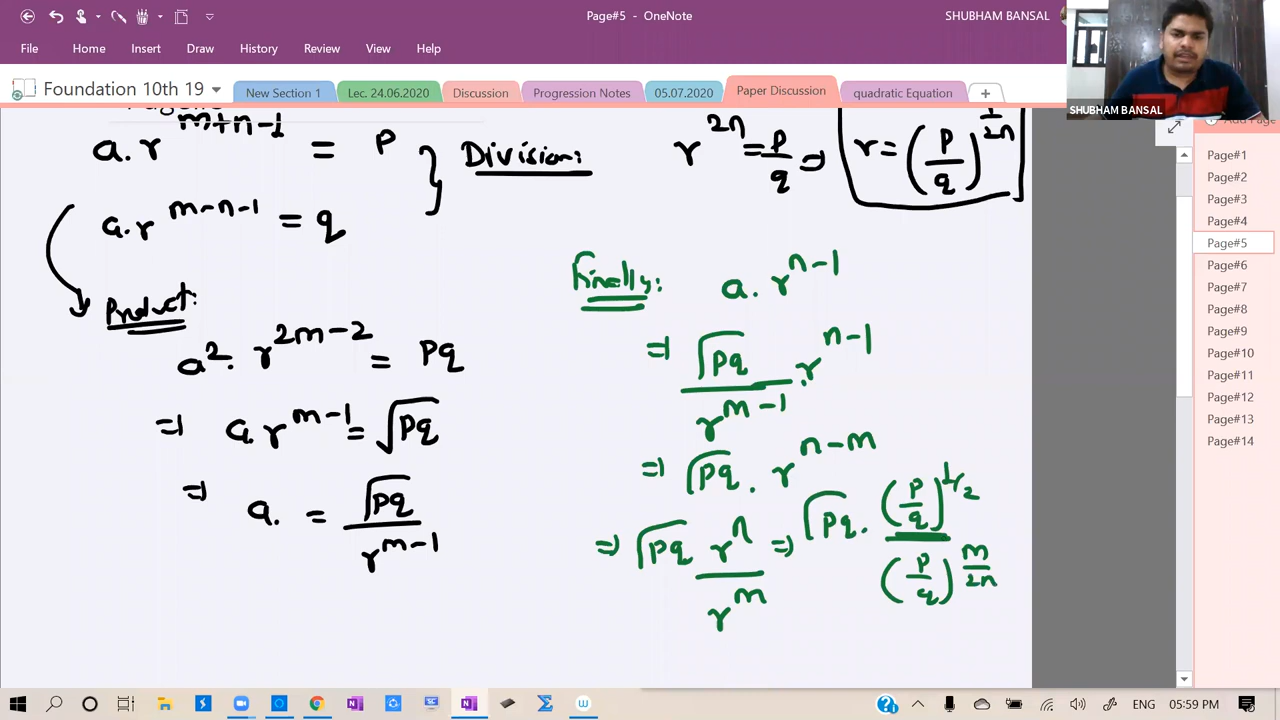 Page#5 - OneNote
SHUBHAM BANSAL
File Home Insert Draw History Review View Help
SHUBHAM BANSAL
Foundation 10th 19
New Section 1
Lec. 24.06.2020
Discussion
Progression Notes
05.07.2020
Paper Discussion
quadratic Equation
a.r^{m+n-1} = P
a.r^{m-n-1} = q
Division:
r^{2n} = p/q ⇒ r = (p/q)^{1/2n}
Product:
a². r^{2m-2} = Pq
⇒ a.r^{m-1} = √Pq
⇒ a. = √Pq / r^{m-1}
Finally: a. r^{n-1}
⇒ √Pq / r^{m-1} . r^{n-1}
⇒ √Pq . r^{n-m}
⇒ √Pq r^n / r^m ⇒ √Pq . (P/q)^{1/2} / (P/q)^{m/2n}
Page#1
Page#2
Page#3
Page#4
Page#5
Page#6
Page#7
Page#8
Page#9
Page#10
Page#11
Page#12
Page#13
Page#14
ENG 05:59 PM